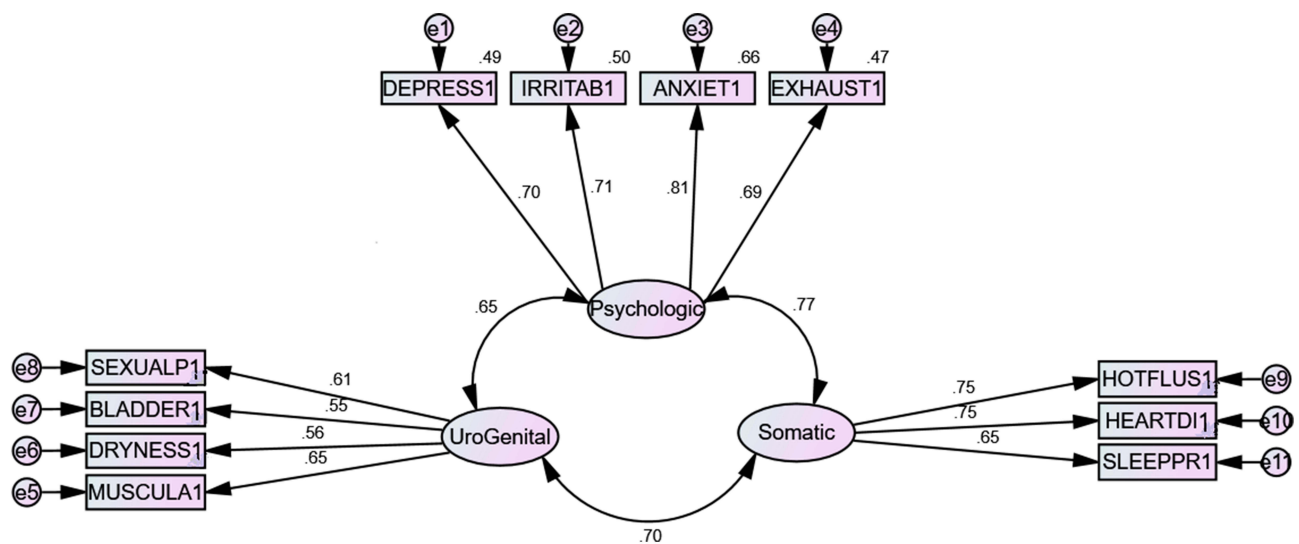 e1 e2 e3 e4
.49 .50 .66 .47
DEPRESS1 IRRITAB1 ANXIET1 EXHAUST1
.70 .71 .81 .69
Psychologic
.65 .77
e8 SEXUALP1
e7 BLADDER1
e6 DRYNESS1
e5 MUSCULA1
.61
.55
.56
.65
UroGenital
Somatic
.75
.75
.65
HOTFLUS1 e9
HEARTDI1 e10
SLEEPPR1 e11
.70